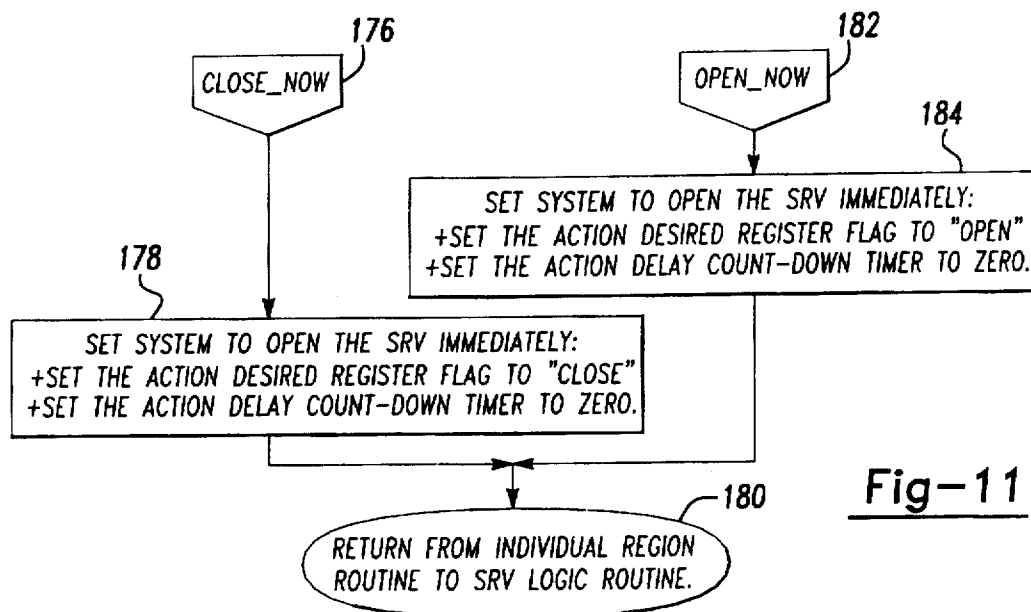 176
CLOSE_NOW
182
OPEN_NOW
184
SET SYSTEM TO OPEN THE SRV IMMEDIATELY:
+SET THE ACTION DESIRED REGISTER FLAG TO "OPEN"
+SET THE ACTION DELAY COUNT-DOWN TIMER TO ZERO.
178
SET SYSTEM TO OPEN THE SRV IMMEDIATELY:
+SET THE ACTION DESIRED REGISTER FLAG TO "CLOSE"
+SET THE ACTION DELAY COUNT-DOWN TIMER TO ZERO.
180
RETURN FROM INDIVIDUAL REGION
ROUTINE TO SRV LOGIC ROUTINE.
Fig-11